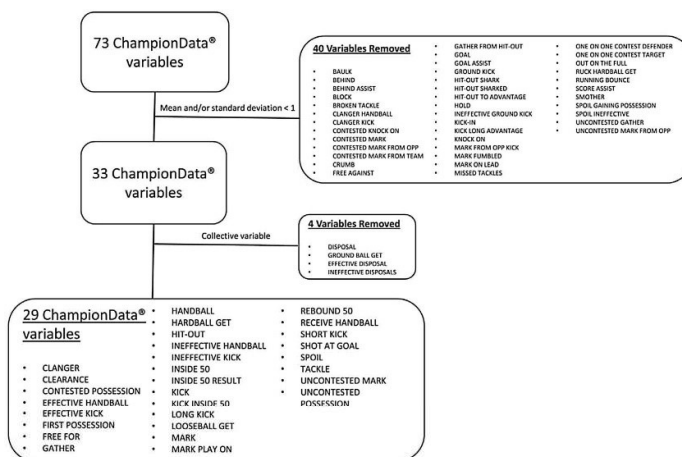 73 ChampionData®
variables
Mean and/or standard deviation < 1
40 Variables Removed
• BAULK
• BEHIND
• BEHIND ASSIST
• BLOCK
• BROKEN TACKLE
• CLANGER HANDBALL
• CLANGER KICK
• CONTESTED KNOCK ON
• CONTESTED MARK
• CONTESTED MARK FROM OPP
• CONTESTED MARK FROM TEAM
• CRUMB
• FREE AGAINST
• GATHER FROM HIT-OUT
• GOAL
• GOAL ASSIST
• GROUND KICK
• HIT-OUT SHARK
• HIT-OUT SHARKED
• HIT-OUT TO ADVANTAGE
• HOLD
• INEFFECTIVE GROUND KICK
• KICK-IN
• KICK LONG ADVANTAGE
• KNOCK ON
• MARK FROM OPP KICK
• MARK FUMBLED
• MARK ON LEAD
• MISSED TACKLES
• ONE ON ONE CONTEST DEFENDER
• ONE ON ONE CONTEST TARGET
• OUT ON THE FULL
• RUCK HARDBALL GET
• RUNNING BOUNCE
• SCORE ASSIST
• SMOTHER
• SPOIL GAINING POSSESSION
• SPOIL INEFFECTIVE
• UNCONTESTED GATHER
• UNCONTESTED MARK FROM OPP
33 ChampionData®
variables
Collective variable
4 Variables Removed
• DISPOSAL
• GROUND BALL GET
• EFFECTIVE DISPOSAL
• INEFFECTIVE DISPOSALS
29 ChampionData®
variables
• CLANGER
• CLEARANCE
• CONTESTED POSSESSION
• EFFECTIVE HANDBALL
• EFFECTIVE KICK
• FIRST POSSESSION
• FREE FOR
• GATHER
• HANDBALL
• HARDBALL GET
• HIT-OUT
• INEFFECTIVE HANDBALL
• INEFFECTIVE KICK
• INSIDE 50
• INSIDE 50 RESULT
• KICK
• KICK INSIDE 50
• LONG KICK
• LOOSEBALL GET
• MARK
• MARK PLAY ON
• REBOUND 50
• RECEIVE HANDBALL
• SHORT KICK
• SHOT AT GOAL
• SPOIL
• TACKLE
• UNCONTESTED MARK
• UNCONTESTED
POSSESSION